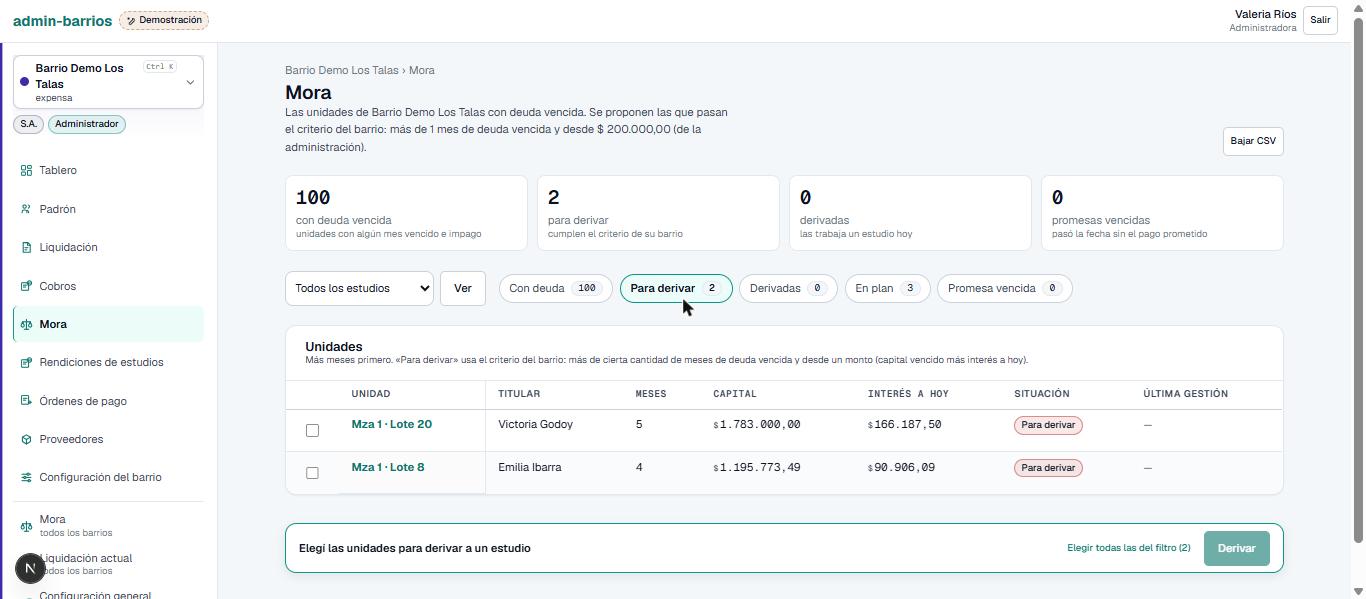 admin-barrios
Demostración
Valeria Ríos
Administradora
Salir
Barrio Demo Los Talas
Ctrl K
expensa
S.A.
Administrador
Tablero
Padrón
Liquidación
Cobros
Mora
Rendiciones de estudios
Órdenes de pago
Proveedores
Configuración del barrio
Mora
todos los barrios
Liquidación actual
todos los barrios
Configuración general
N
Barrio Demo Los Talas › Mora
Mora
Las unidades de Barrio Demo Los Talas con deuda vencida. Se proponen las que pasan
el criterio del barrio: más de 1 mes de deuda vencida y desde $ 200.000,00 (de la
administración).
Bajar CSV
100
con deuda vencida
unidades con algún mes vencido e impago
2
para derivar
cumplen el criterio de su barrio
0
derivadas
las trabaja un estudio hoy
0
promesas vencidas
pasó la fecha sin el pago prometido
Todos los estudios
Ver
Con deuda 100
Para derivar 2
Derivadas 0
En plan 3
Promesa vencida 0
Unidades
Más meses primero. «Para derivar» usa el criterio del barrio: más de cierta cantidad de meses de deuda vencida y desde un monto (capital vencido más interés a hoy).
UNIDAD TITULAR MESES CAPITAL INTERÉS A HOY SITUACIÓN ÚLTIMA GESTIÓN
Mza 1 · Lote 20 Victoria Godoy 5 $1.783.000,00 $166.187,50 Para derivar —
Mza 1 · Lote 8 Emilia Ibarra 4 $1.195.773,49 $90.906,09 Para derivar —
Elegí las unidades para derivar a un estudio
Elegir todas las del filtro (2)
Derivar